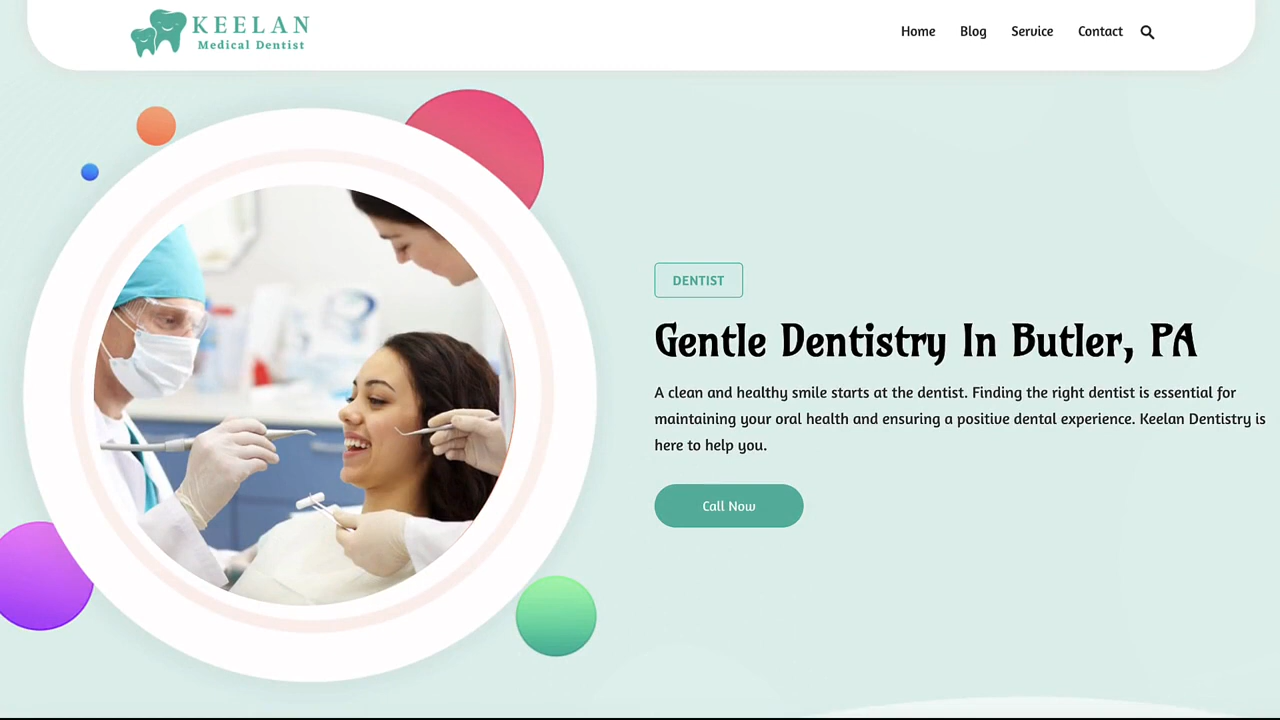 KEELAN
Medical Dentist
Home Blog Service Contact
DENTIST
Gentle Dentistry In Butler, PA
A clean and healthy smile starts at the dentist. Finding the right dentist is essential for
maintaining your oral health and ensuring a positive dental experience. Keelan Dentistry is
here to help you.
Call Now